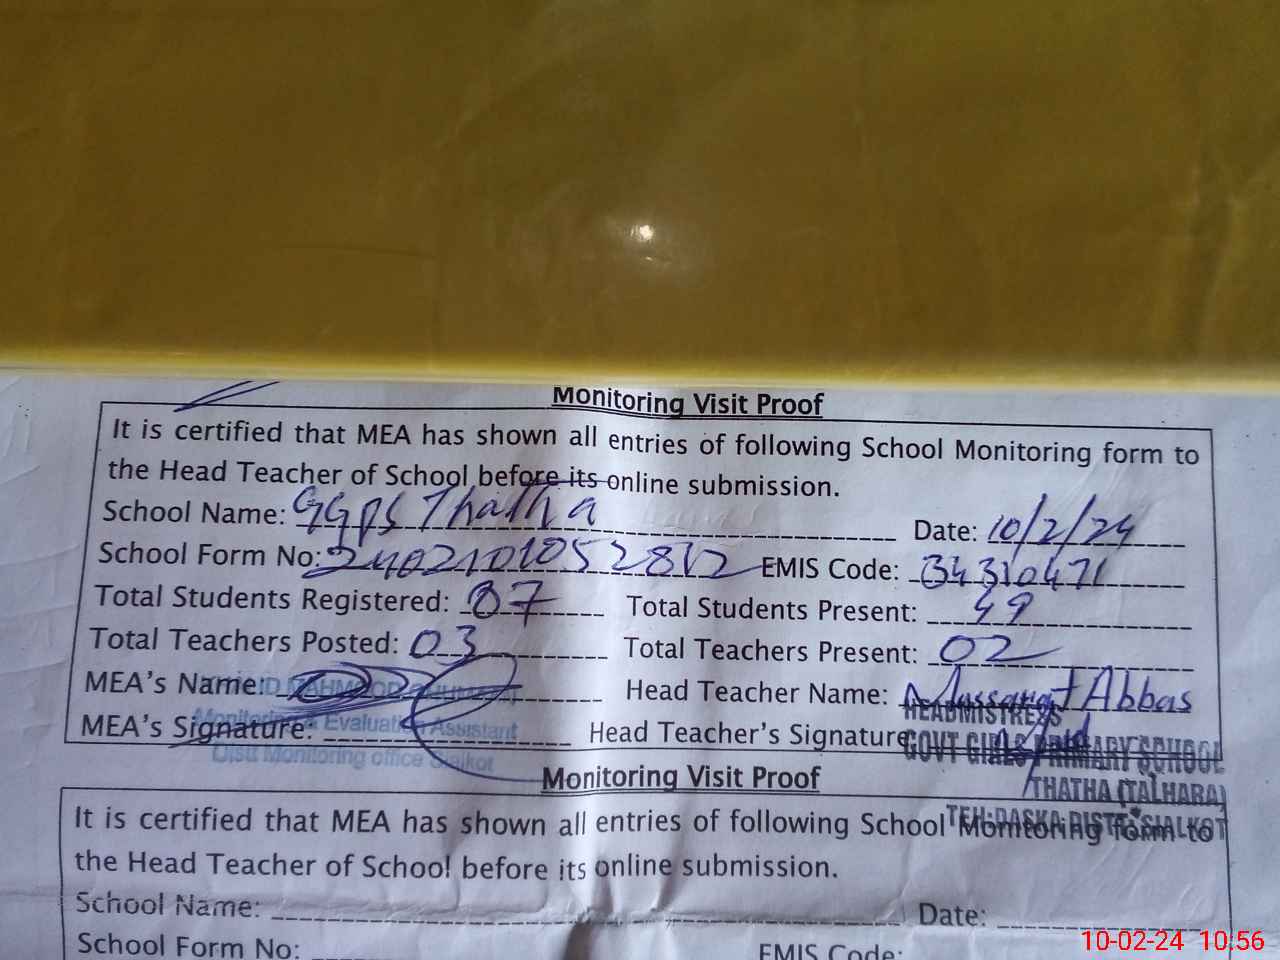 Monitoring Visit Proof
It is certified that MEA has shown all entries of following School Monitoring form to
the Head Teacher of School before its online submission.
School Name: GGPS Thatha Date: 10/2/24
School Form No: EMIS Code: 34310471
Total Students Registered: 87 Total Students Present: 49
Total Teachers Posted: 03 Total Teachers Present: 02
MEA's Name: Head Teacher Name: Massarat Abbas
MEA's Signature: Head Teacher's Signature
Monitoring & Evaluation Assistant
Distt Monitoring office Sialkot
HEADMISTRESS
GOVT GIRLS PRIMARY SCHOOL
THATHA (TALHARA)
TEH: DASKA DISTT: SIALKOT
Monitoring Visit Proof
It is certified that MEA has shown all entries of following School Monitoring form to
the Head Teacher of School before its online submission.
School Name: Date:
School Form No: EMIS Code:
10-02-24 10:56